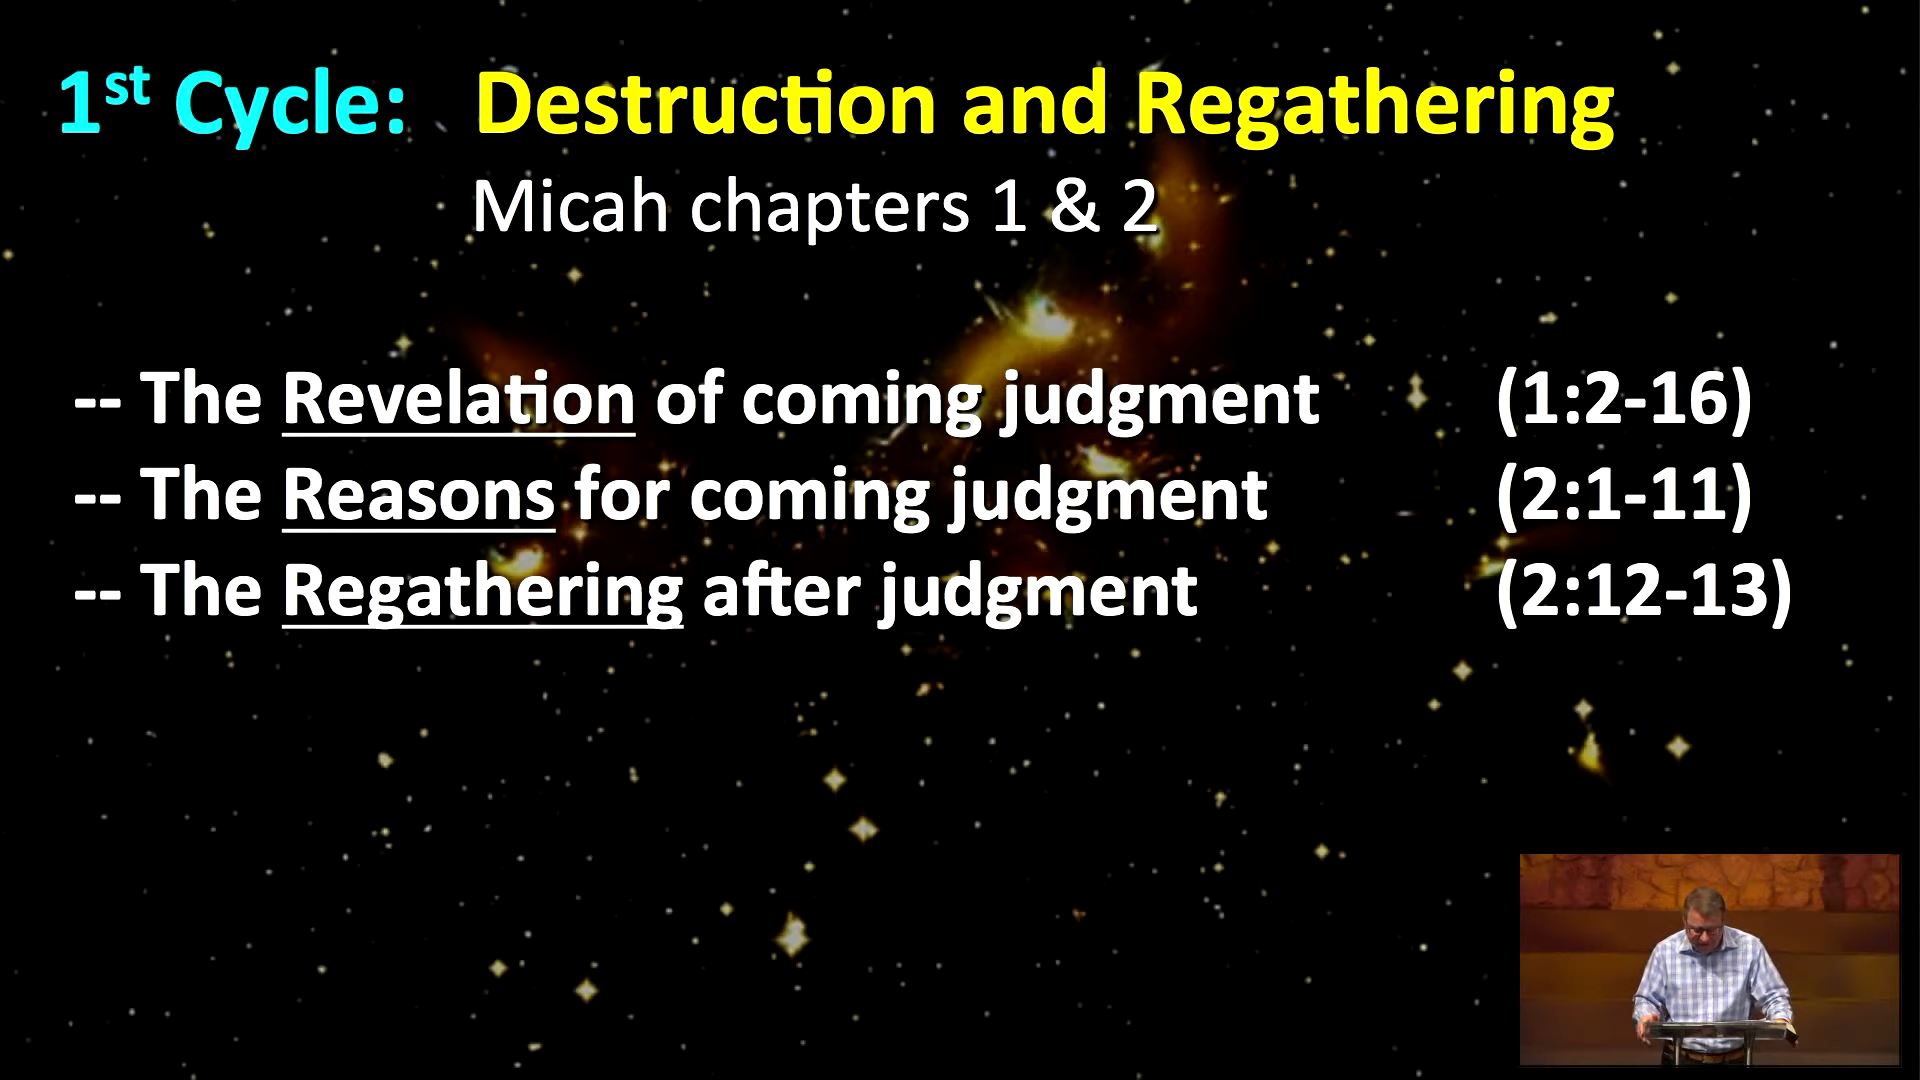 1st Cycle: Destruction and Regathering
Micah chapters 1 & 2
-- The Revelation of coming judgment (1:2-16)
-- The Reasons for coming judgment (2:1-11)
-- The Regathering after judgment (2:12-13)